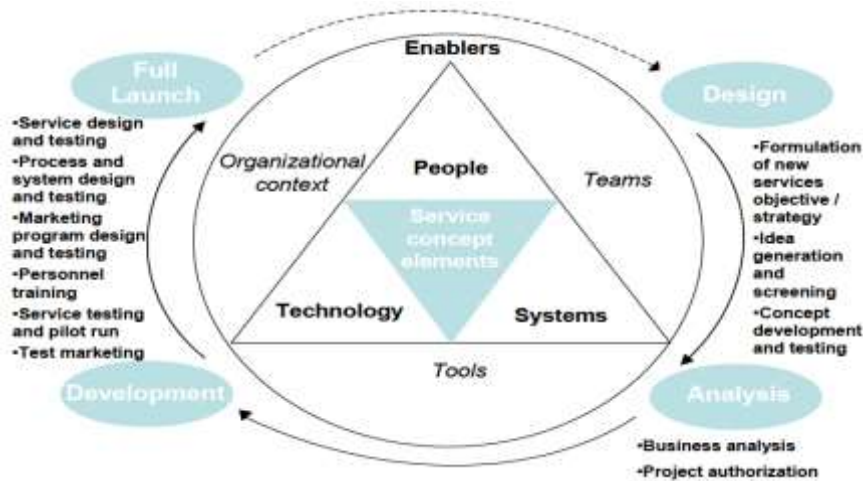 Enablers
Full
Launch
Design
•Service design
and testing
•Process and
system design
and testing
•Marketing
program design
and testing
•Personnel
training
•Service testing
and pilot run
•Test marketing
Organizational
context
People
Teams
Service
concept
elements
Technology
Systems
Tools
•Formulation
of new
services
objective /
strategy
•Idea
generation
and
screening
•Concept
development
and testing
Development
Analysis
•Business analysis
•Project authorization